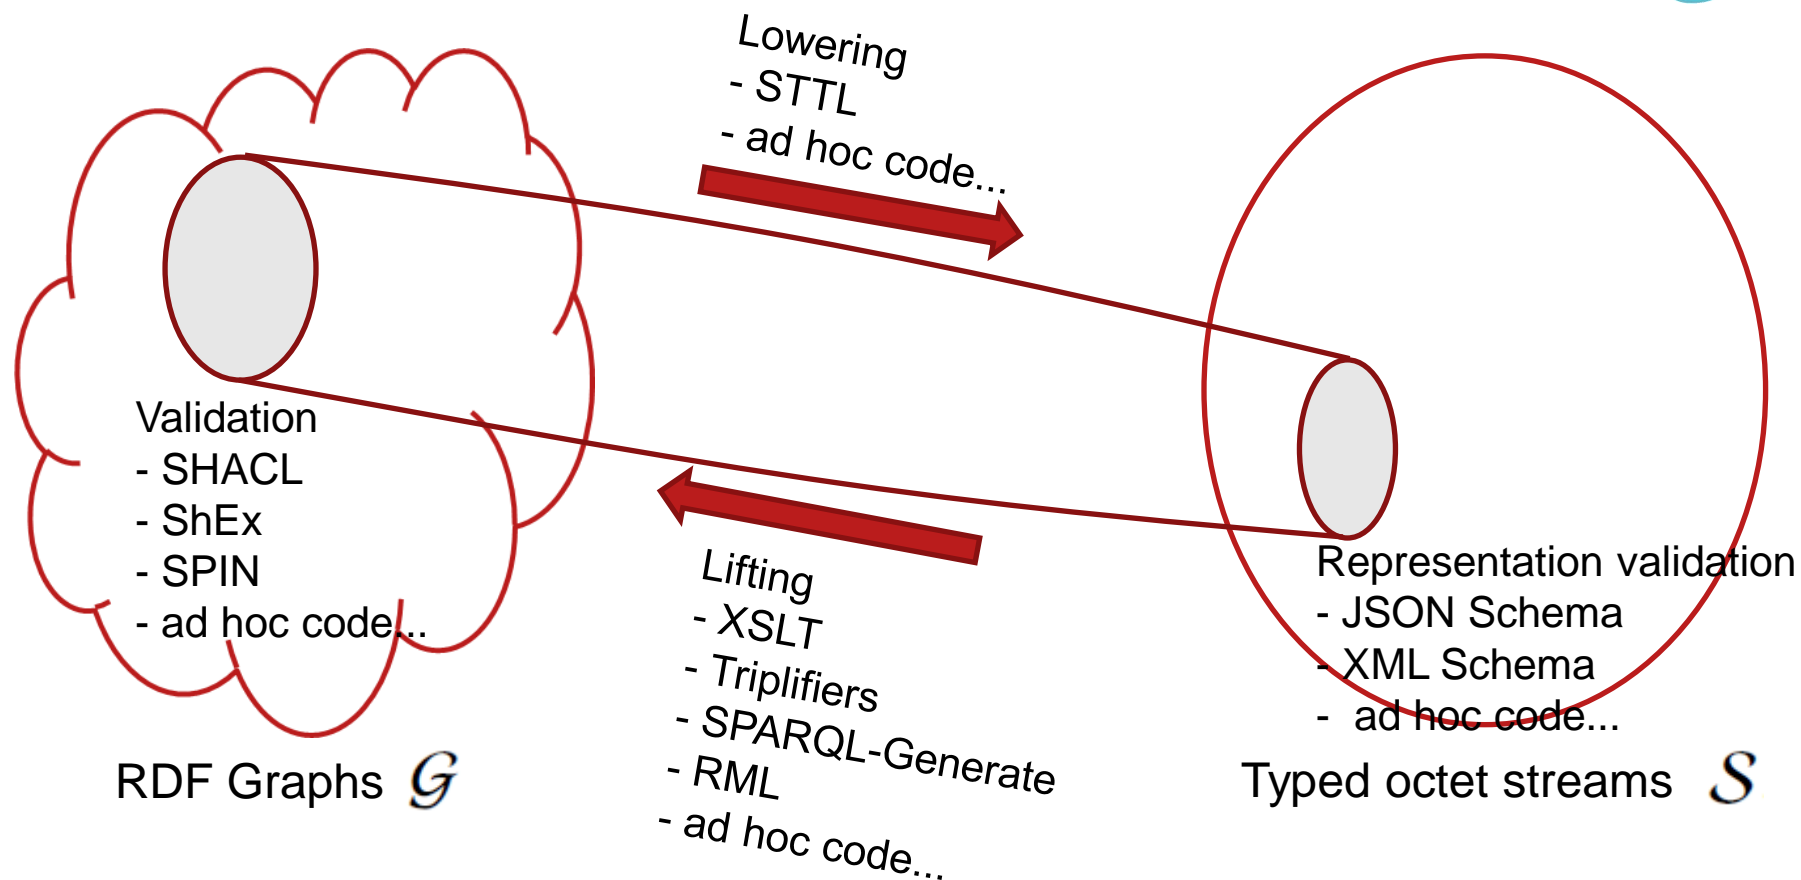 Lowering
- STTL
- ad hoc code...
Validation
- SHACL
- ShEx
- SPIN
- ad hoc code...
Lifting
- XSLT
- Triplifiers
- SPARQL-Generate
- RML
- ad hoc code...
Representation validation
- JSON Schema
- XML Schema
- ad hoc code...
RDF Graphs 𝒢
Typed octet streams 𝒮